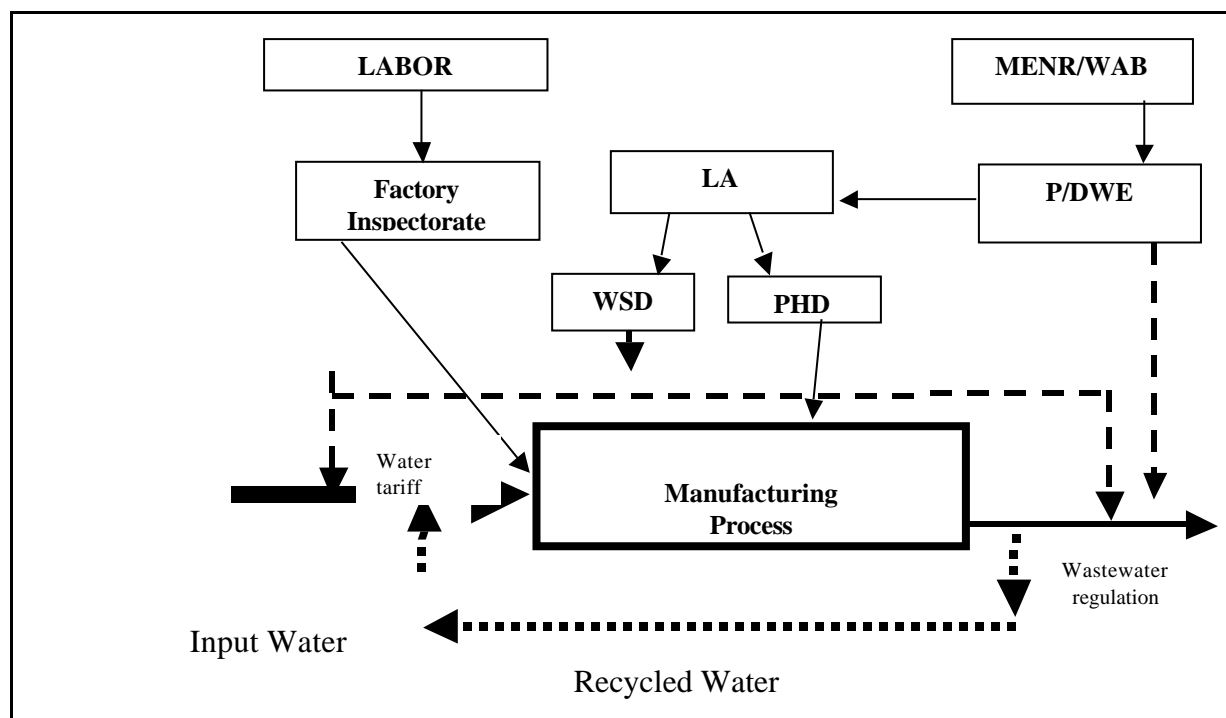 LABOR
MENR/WAB
Factory
Inspectorate
LA
P/DWE
WSD
PHD
Water
tariff
Manufacturing
Process
Wastewater
regulation
Input Water
Recycled Water